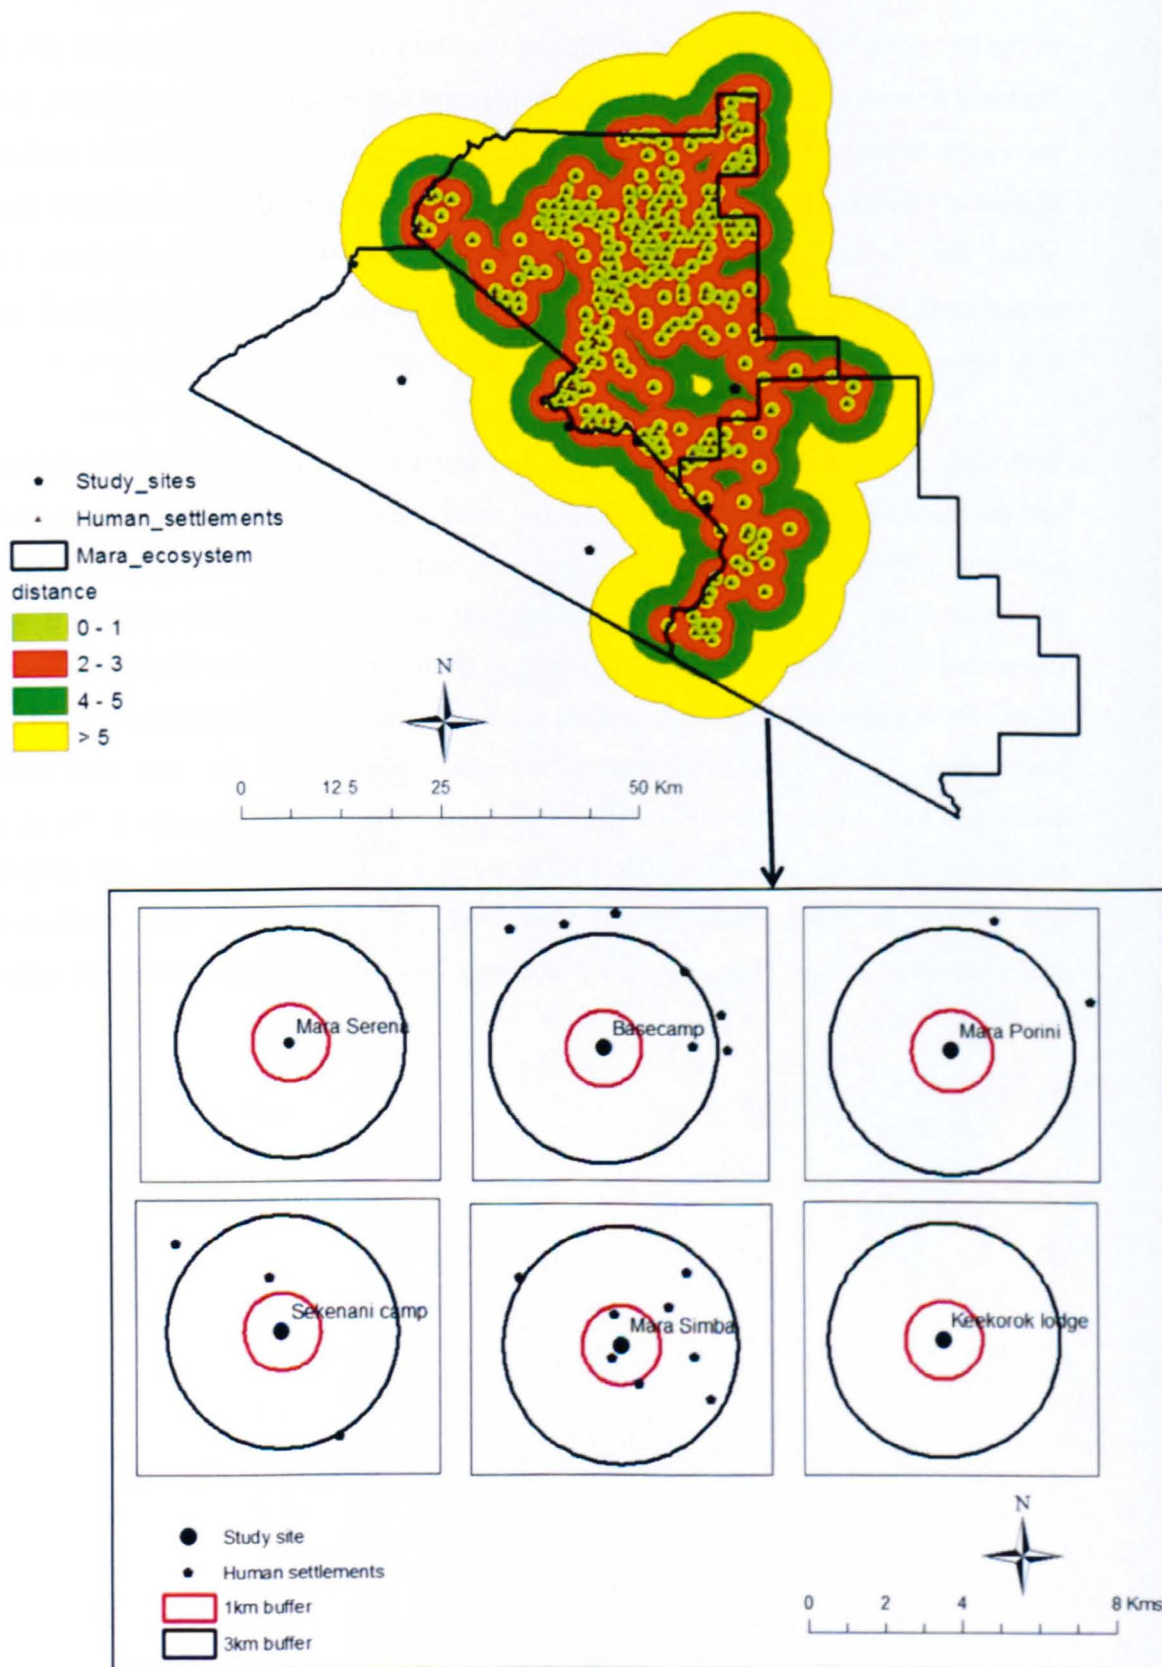 Study_sites
Human_settlements
Mara_ecosystem
distance
0 - 1
2 - 3
4 - 5
> 5
N
0 12.5 25 50 Km
Mara Serena
Basecamp
Mara Porini
Sekenani camp
Mara Simba
Keekorok lodge
Study site
Human settlements
1km buffer
3km buffer
N
0 2 4 6 8 Kms